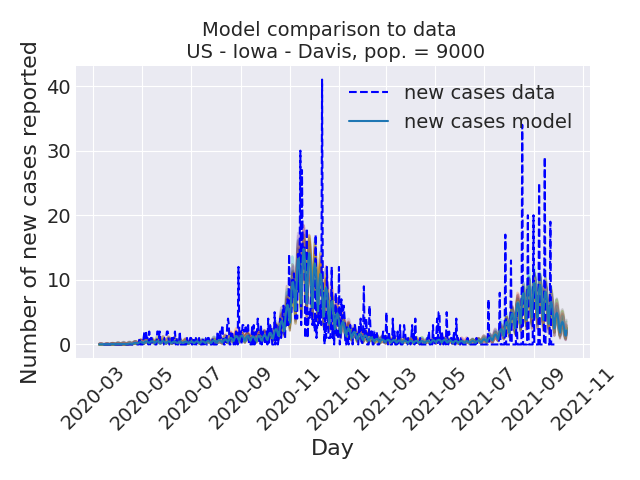 Model comparison to data
US - Iowa - Davis, pop. = 9000
new cases data
new cases model
Number of new cases reported
40
30
20
10
0
2020-03
2020-05
2020-07
2020-09
2020-11
2021-01
2021-03
2021-05
2021-07
2021-09
2021-11
Day